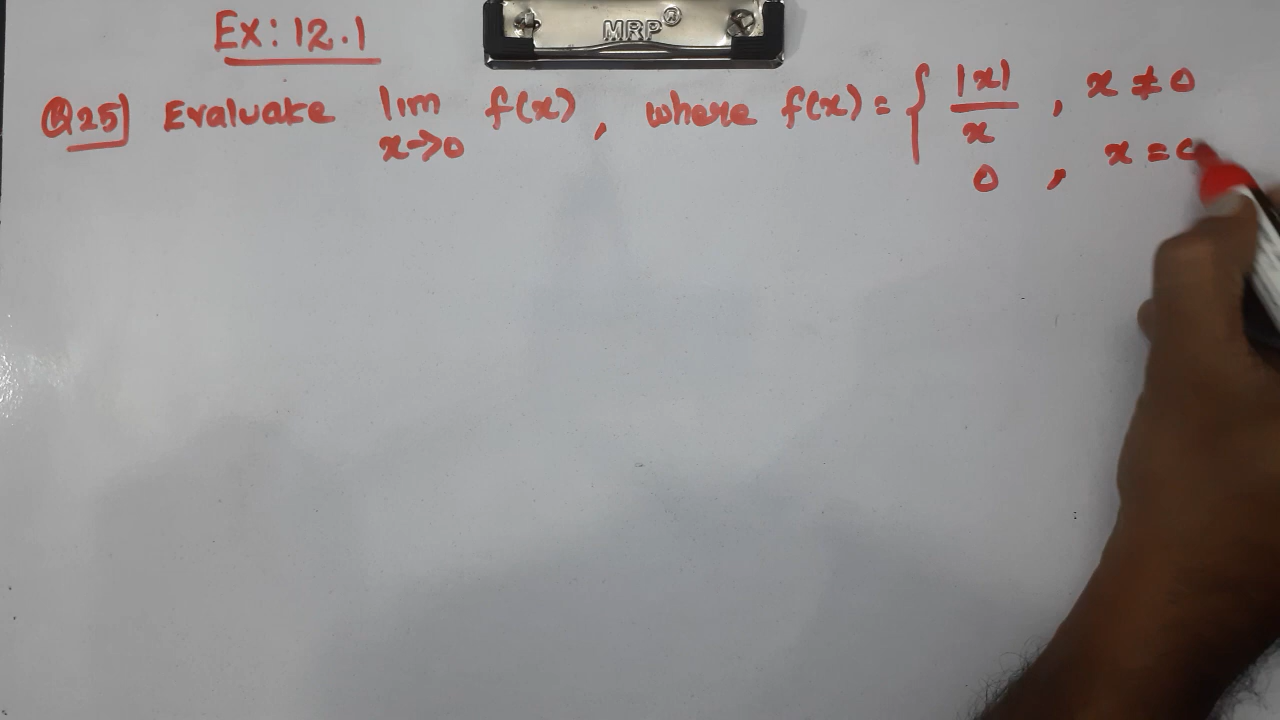 MRP®
Ex: 12.1
Q25] Evaluate lim x→0 f(x), where f(x) = { |x|/x , x ≠ 0
0 , x = 0